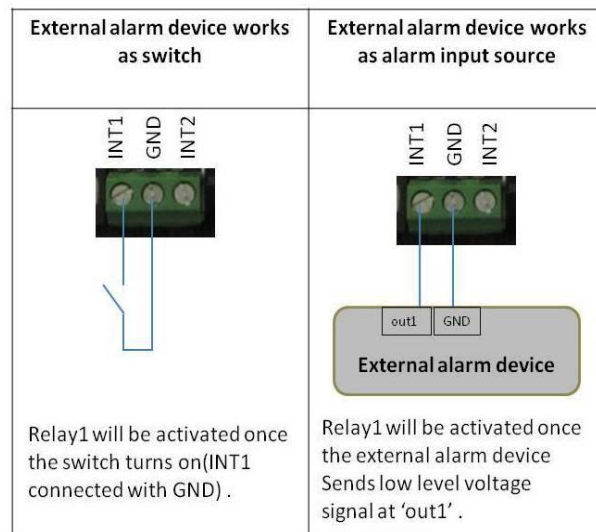 External alarm device works
as switch
External alarm device works
as alarm input source
INT1
GND
INT2
INT1
GND
INT2
out1
GND
External alarm device
Relay1 will be activated once
the switch turns on(INT1
connected with GND) .
Relay1 will be activated once
the external alarm device
Sends low level voltage
signal at ‘out1’ .